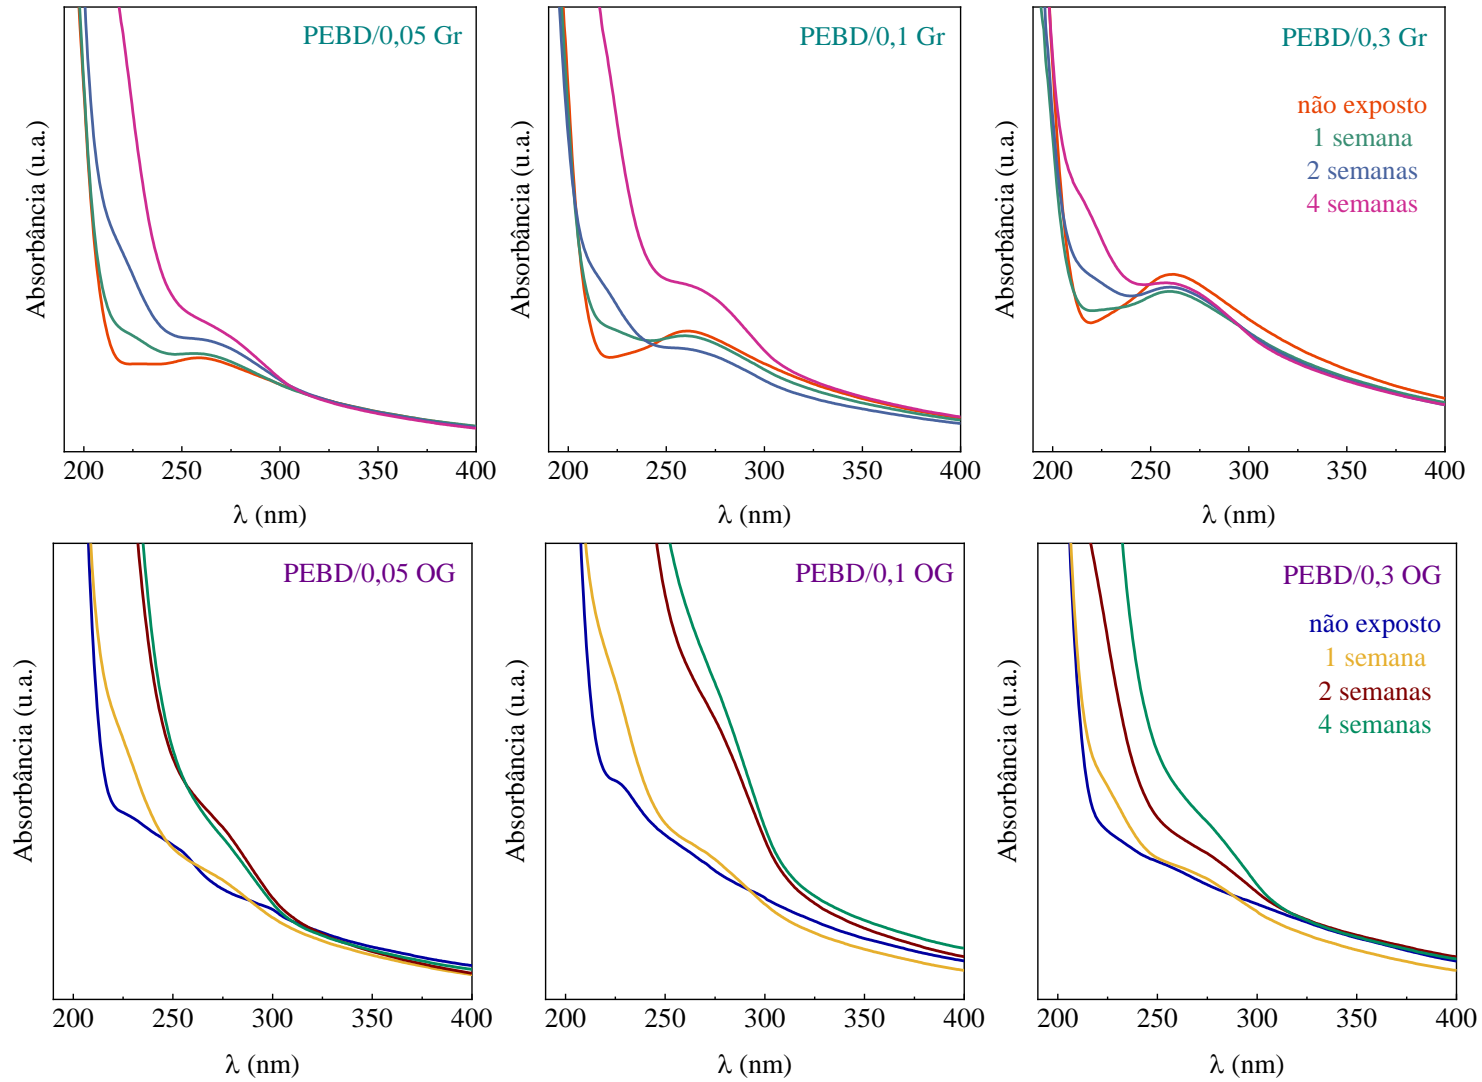 PEBD/0,05 Gr
Absorbância (u.a.)
200 250 300 350 400
λ (nm)
PEBD/0,1 Gr
Absorbância (u.a.)
200 250 300 350 400
λ (nm)
PEBD/0,3 Gr
não exposto
1 semana
2 semanas
4 semanas
Absorbância (u.a.)
200 250 300 350 400
λ (nm)
PEBD/0,05 OG
Absorbância (u.a.)
200 250 300 350 400
λ (nm)
PEBD/0,1 OG
Absorbância (u.a.)
200 250 300 350 400
λ (nm)
PEBD/0,3 OG
não exposto
1 semana
2 semanas
4 semanas
Absorbância (u.a.)
200 250 300 350 400
λ (nm)